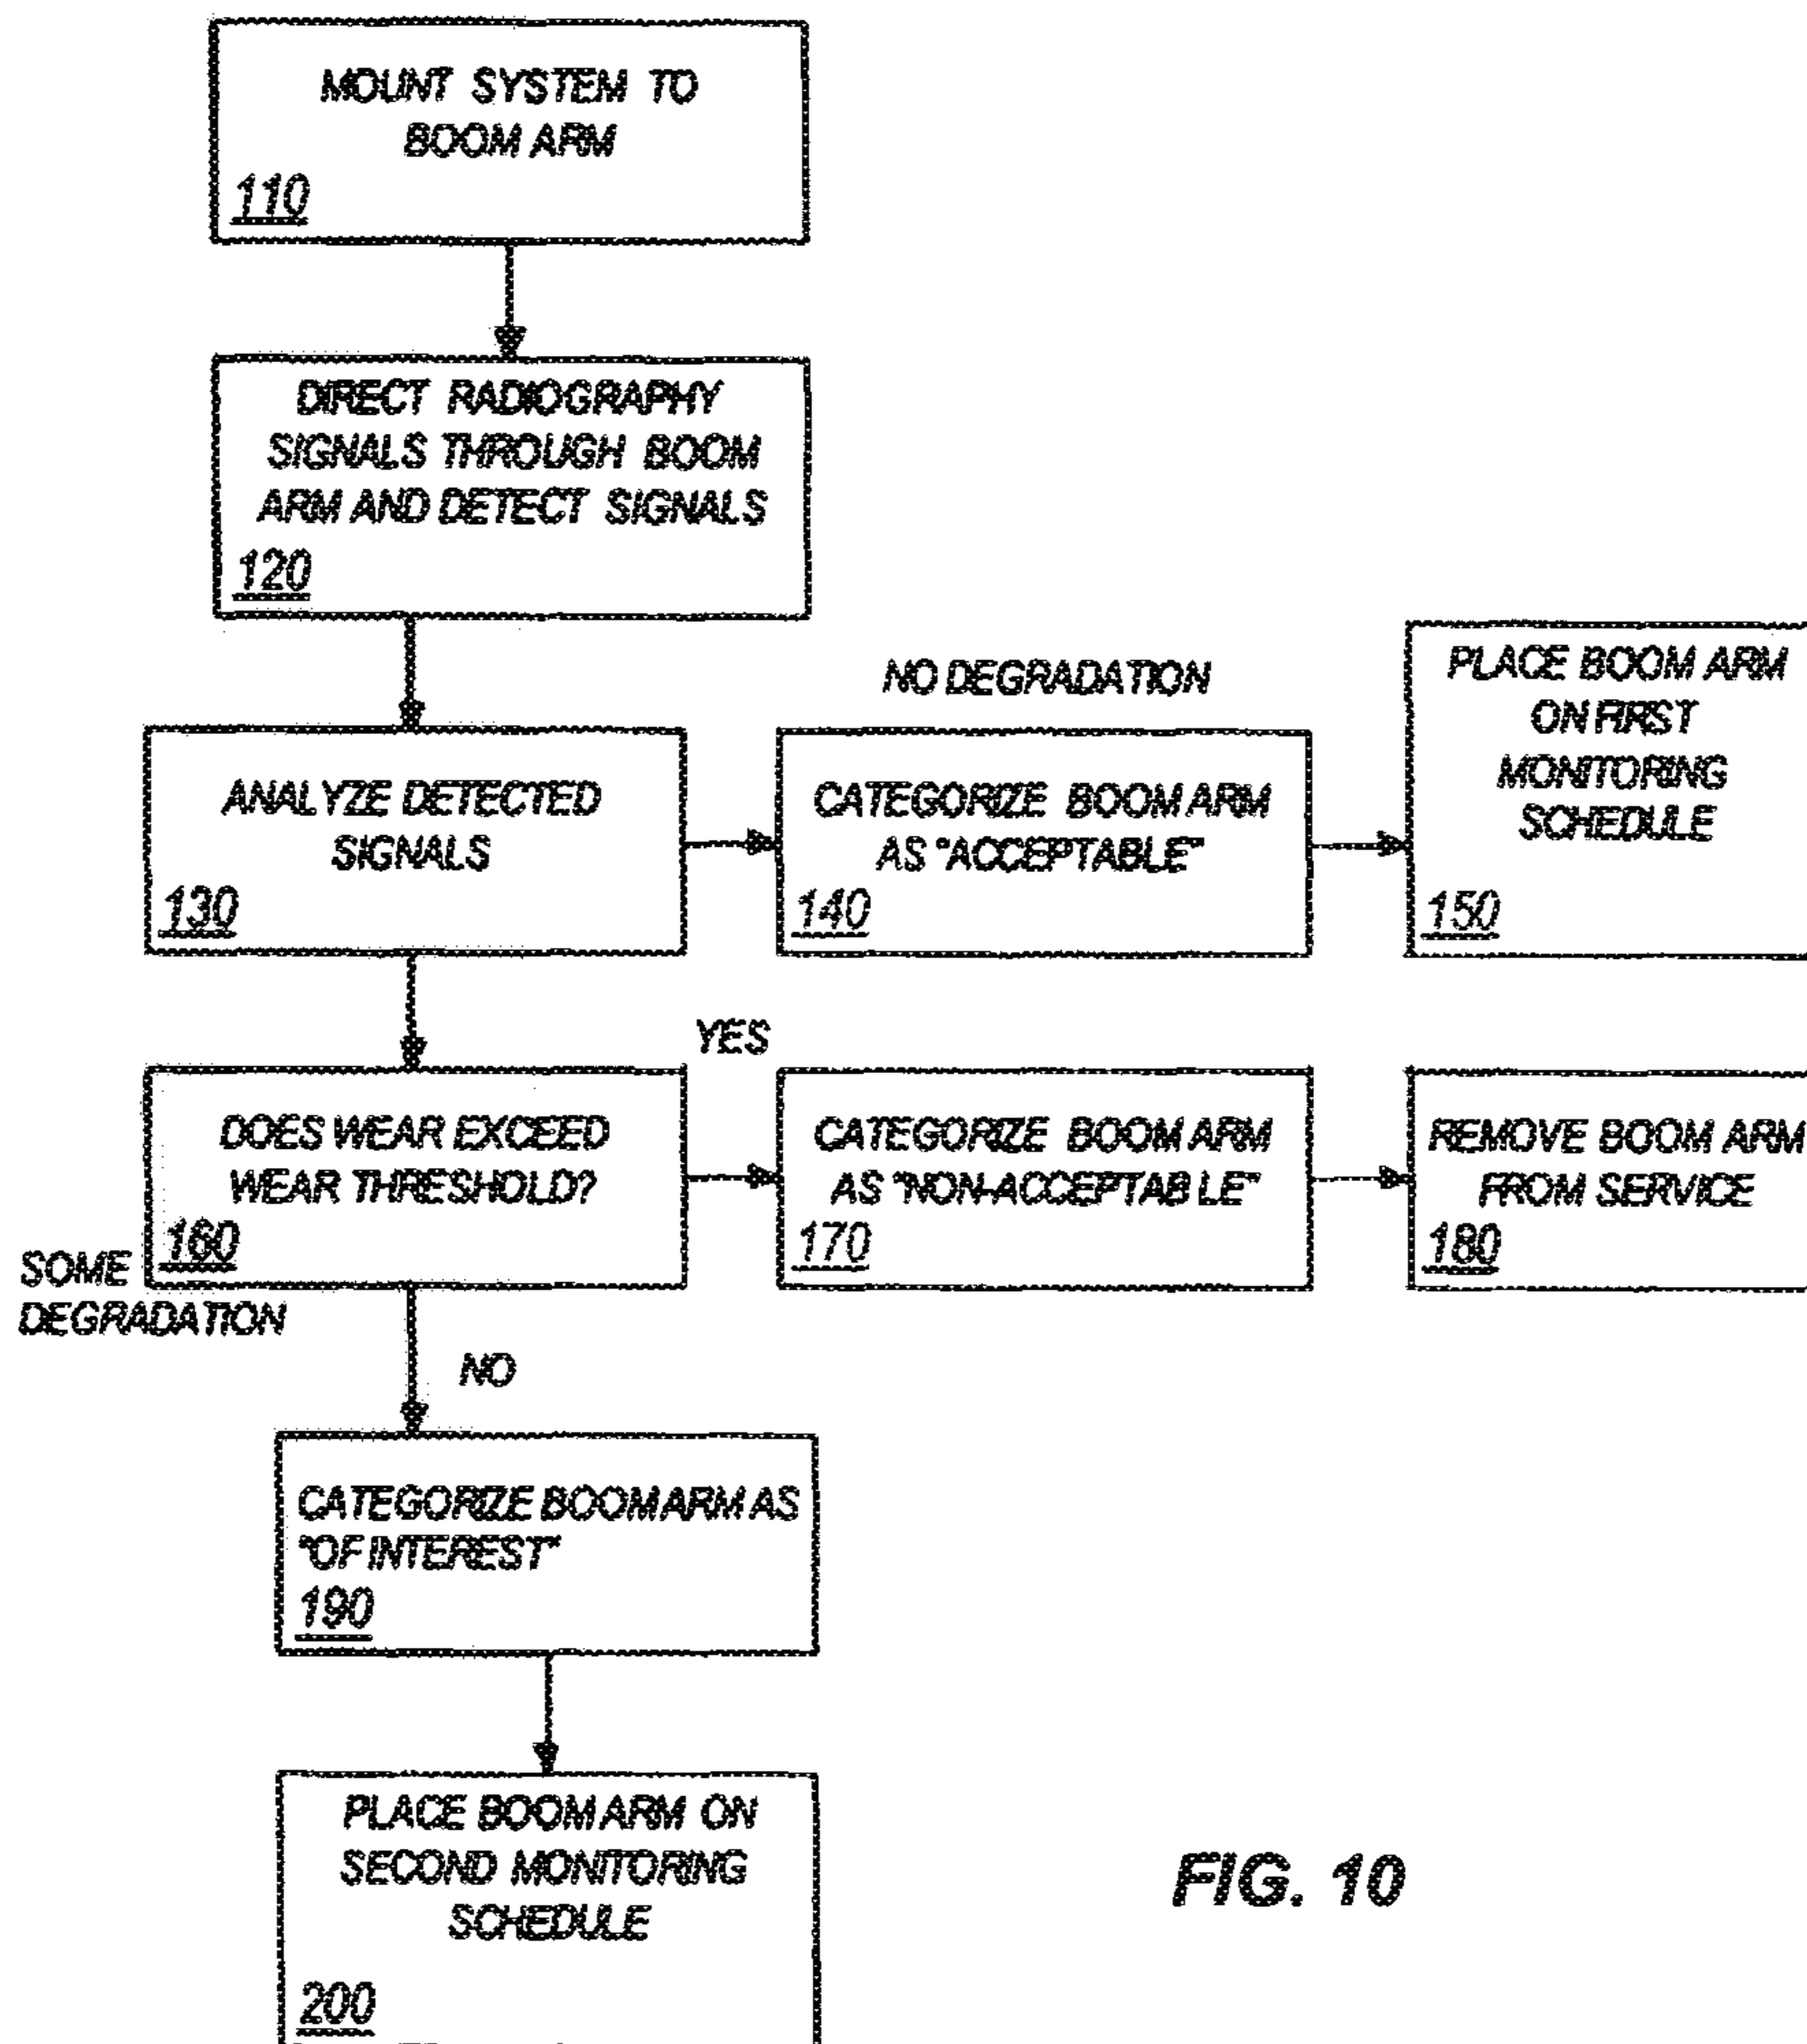 MOUNT SYSTEM TO
BOOM ARM
110
DIRECT RADIOGRAPHY
SIGNALS THROUGH BOOM
ARM AND DETECT SIGNALS
120
ANALYZE DETECTED
SIGNALS
130
NO DEGRADATION
CATEGORIZE BOOM ARM
AS "ACCEPTABLE"
140
PLACE BOOM ARM
ON FIRST
MONITORING
SCHEDULE
150
DOES WEAR EXCEED
WEAR THRESHOLD?
160
YES
CATEGORIZE BOOM ARM
AS "NON-ACCEPTABLE"
170
REMOVE BOOM ARM
FROM SERVICE
180
SOME
DEGRADATION
NO
CATEGORIZE BOOM ARM AS
"OF INTEREST"
190
PLACE BOOM ARM ON
SECOND MONITORING
SCHEDULE
200
FIG. 10